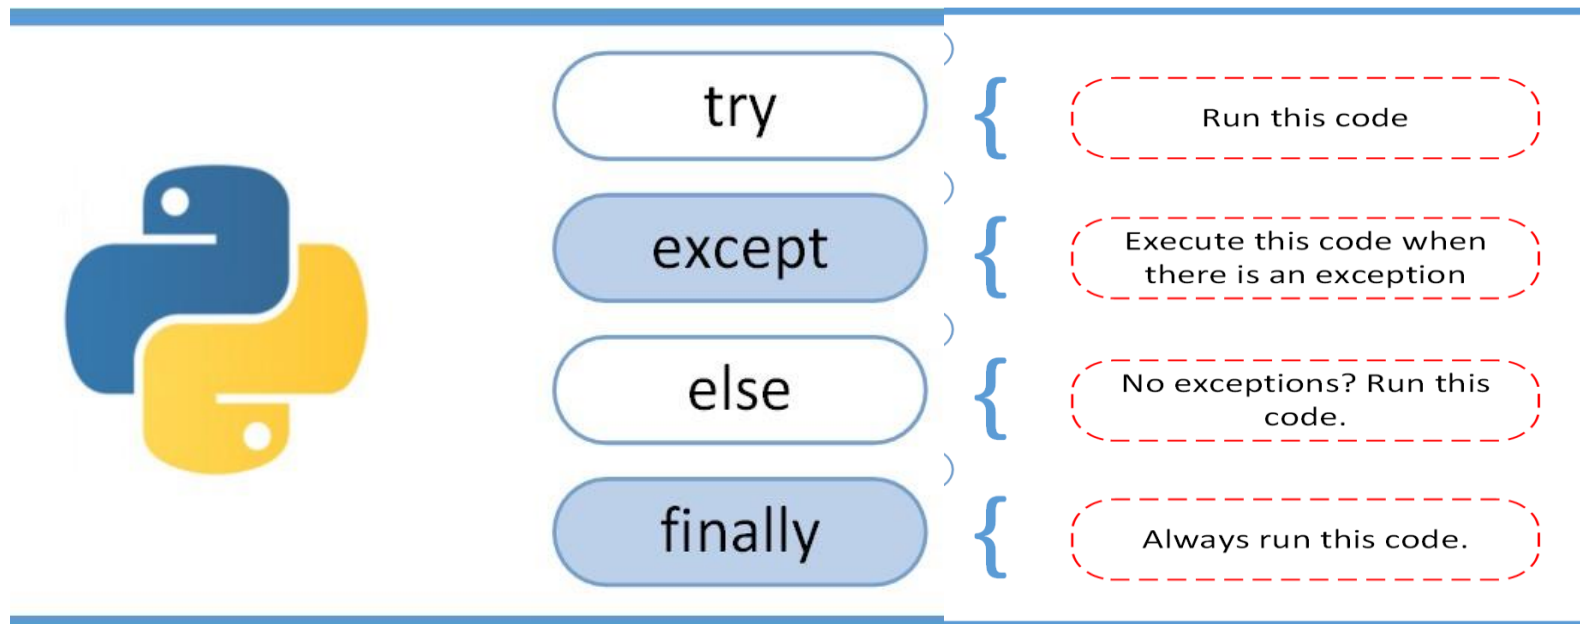 try
{
Run this code
except
{
Execute this code when
there is an exception
else
{
No exceptions? Run this
code.
finally
{
Always run this code.